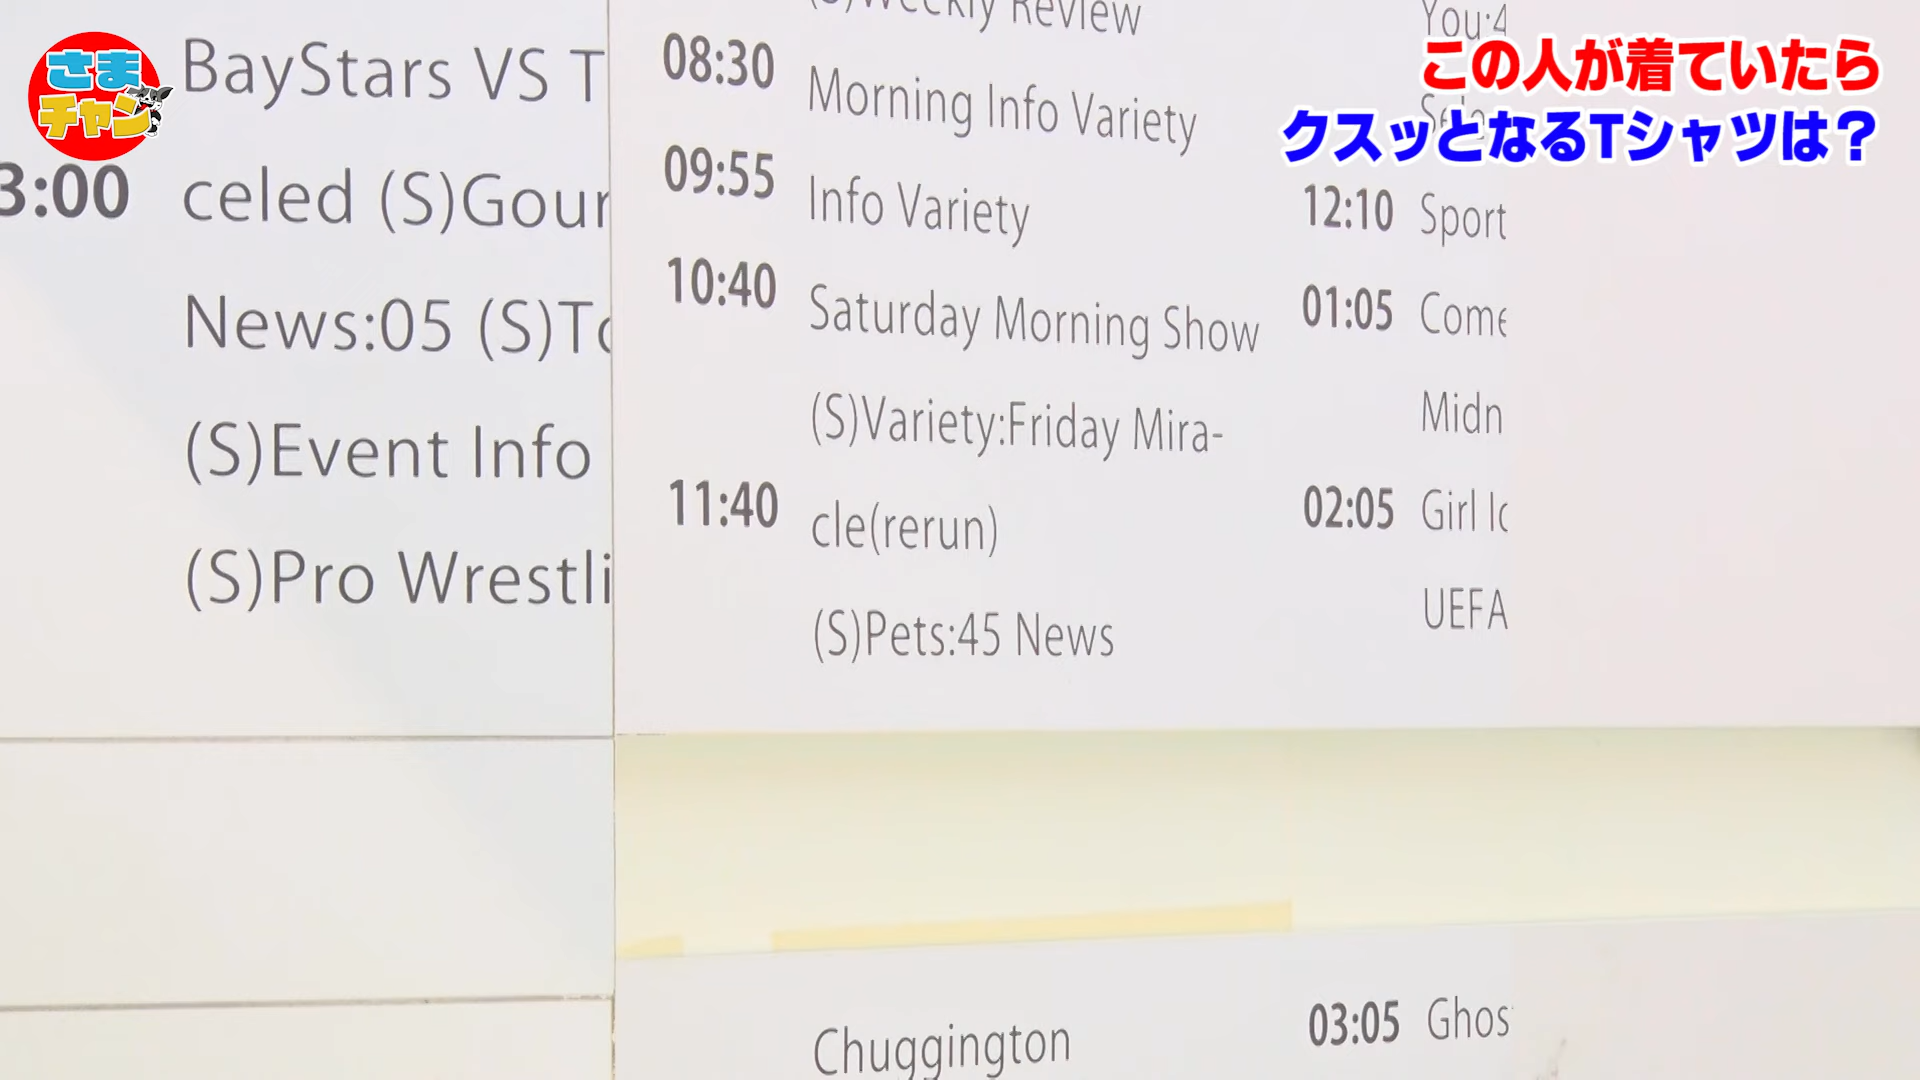 さまチャン
この人が着ていたら
クスッとなるTシャツは？
BayStars VS T
3:00 celed (S)Gour
News:05 (S)To
(S)Event Info
(S)Pro Wrestli
(S)Weekly Review
08:30 Morning Info Variety
09:55 Info Variety
10:40 Saturday Morning Show
(S)Variety:Friday Mira-
11:40 cle(rerun)
(S)Pets:45 News
Chuggington
You:4
12:10 Sport
01:05 Come
Midn
02:05 Girl Ic
UEFA
03:05 Ghos